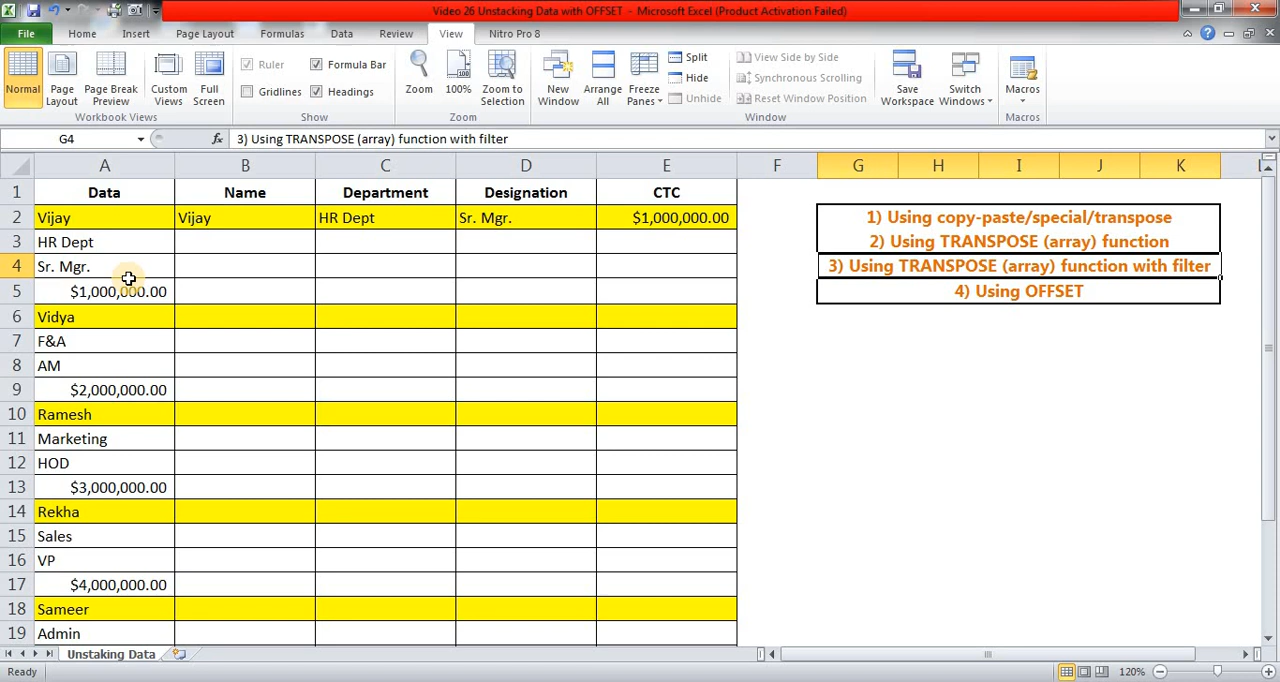 Video 26 Unstacking Data with OFFSET - Microsoft Excel (Product Activation Failed)
File Home Insert Page Layout Formulas Data Review View Nitro Pro 8
Normal Page Layout Page Break Preview Custom Views Full Screen
Ruler Formula Bar
Gridlines Headings
Zoom 100% Zoom to Selection
New Window Arrange All Freeze Panes
Split
Hide
Unhide
View Side by Side
Synchronous Scrolling
Reset Window Position
Save Workspace Switch Windows Macros
Workbook Views Show Zoom Window Macros
G4 fx 3) Using TRANSPOSE (array) function with filter
A B C D E F G H I J K
1 Data Name Department Designation CTC
2 Vijay Vijay HR Dept Sr. Mgr. $1,000,000.00 1) Using copy-paste/special/transpose
3 HR Dept 2) Using TRANSPOSE (array) function
4 Sr. Mgr. 3) Using TRANSPOSE (array) function with filter
5 $1,000,000.00 4) Using OFFSET
6 Vidya
7 F&A
8 AM
9 $2,000,000.00
10 Ramesh
11 Marketing
12 HOD
13 $3,000,000.00
14 Rekha
15 Sales
16 VP
17 $4,000,000.00
18 Sameer
19 Admin
Unstaking Data
Ready 120%